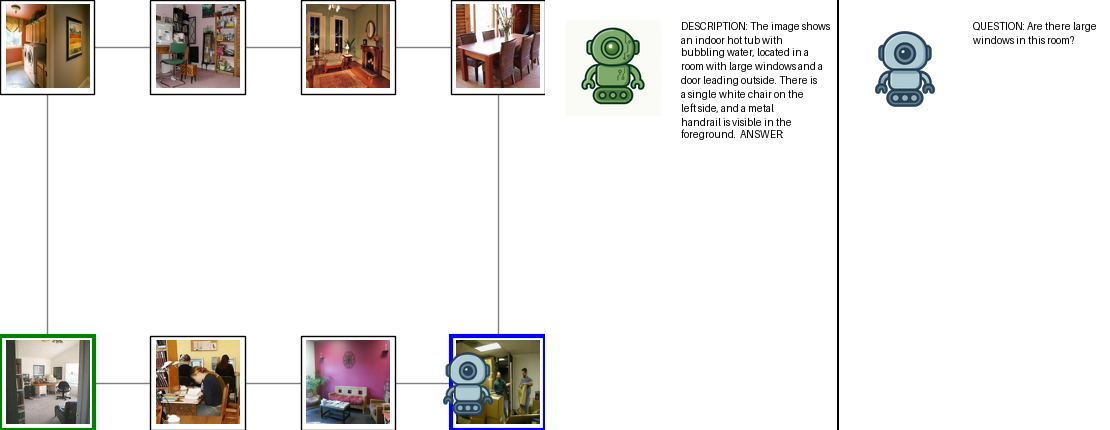 DESCRIPTION: The image shows
an indoor hot tub with
bubbling water, located in a
room with large windows and a
door leading outside. There is
a single white chair on the
left side, and a metal
handrail is visible in the
foreground. ANSWER:
QUESTION: Are there large
windows in this room?